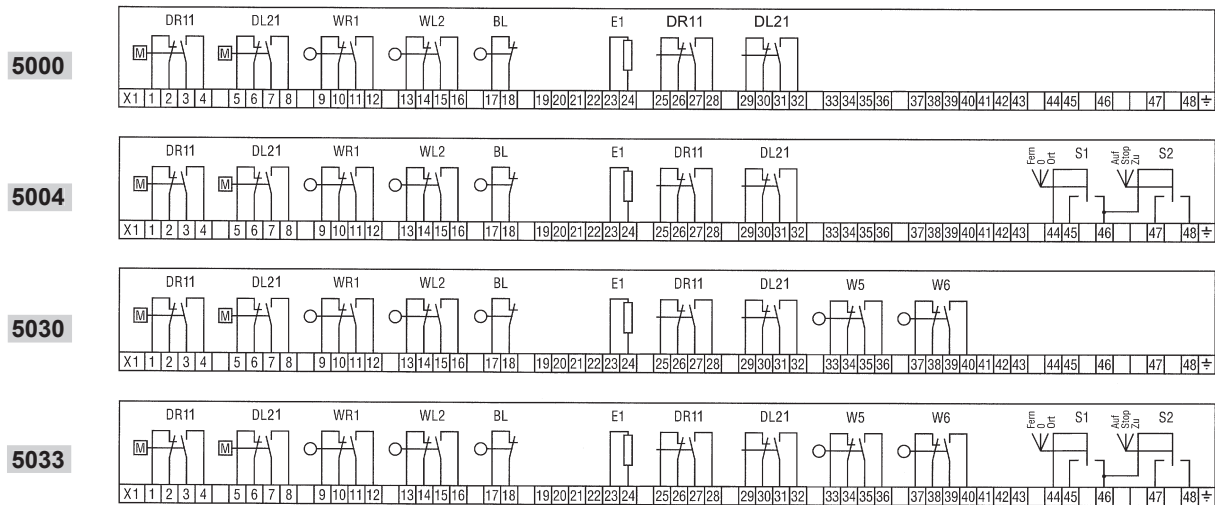 DR11 DL21 WR1 WL2 BL E1 DR11 DL21
M M
5000
X1 1 2 3 4 5 6 7 8 9 10 11 12 13 14 15 16 17 18 19 20 21 22 23 24 25 26 27 28 29 30 31 32 33 34 35 36 37 38 39 40 41 42 43 44 45 46 47 48
DR11 DL21 WR1 WL2 BL E1 DR11 DL21 Fern 0 Ort S1 Auf Stop Zu S2
M M
5004
X1 1 2 3 4 5 6 7 8 9 10 11 12 13 14 15 16 17 18 19 20 21 22 23 24 25 26 27 28 29 30 31 32 33 34 35 36 37 38 39 40 41 42 43 44 45 46 47 48
DR11 DL21 WR1 WL2 BL E1 DR11 DL21 W5 W6
M M
5030
X1 1 2 3 4 5 6 7 8 9 10 11 12 13 14 15 16 17 18 19 20 21 22 23 24 25 26 27 28 29 30 31 32 33 34 35 36 37 38 39 40 41 42 43 44 45 46 47 48
DR11 DL21 WR1 WL2 BL E1 DR11 DL21 W5 W6 Fern 0 Ort S1 Auf Stop Zu S2
M M
5033
X1 1 2 3 4 5 6 7 8 9 10 11 12 13 14 15 16 17 18 19 20 21 22 23 24 25 26 27 28 29 30 31 32 33 34 35 36 37 38 39 40 41 42 43 44 45 46 47 48